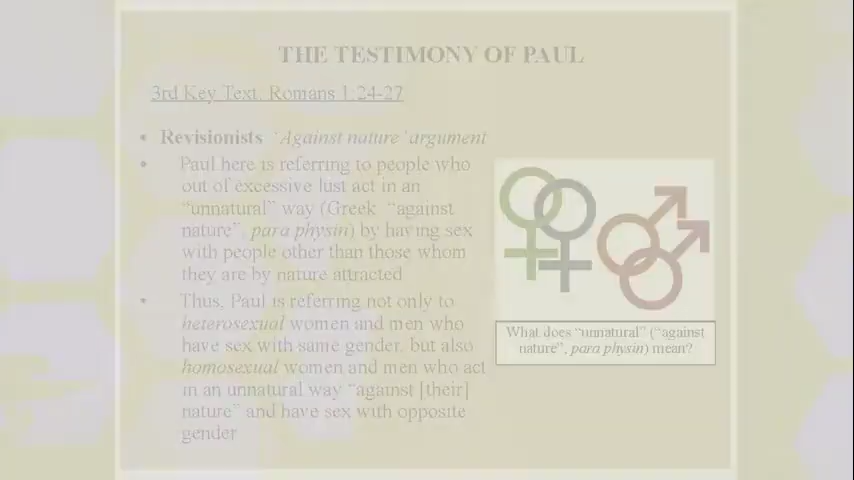 THE TESTIMONY OF PAUL
3rd Key Text. Romans 1:24-27
• Revisionists 'Against nature' argument
• Paul here is referring to people who
out of excessive lust act in an
"unnatural" way (Greek "against
nature", para physin) by having sex
with people other than those whom
they are by nature attracted
• Thus, Paul is referring not only to
heterosexual women and men who
have sex with same gender, but also
homosexual women and men who act
in an unnatural way "against [their]
nature" and have sex with opposite
gender
What does "unnatural" ("against
nature", para physin) mean?